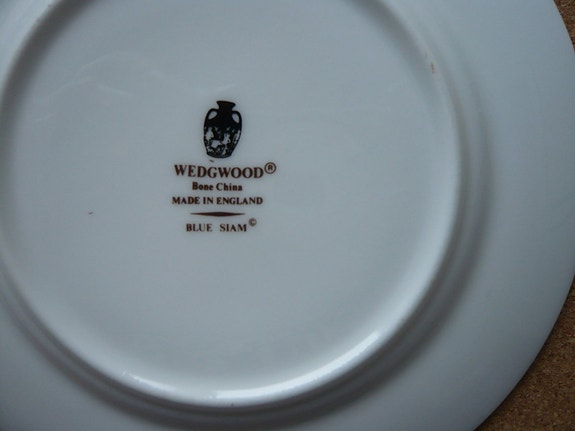 WEDGWOOD®
Bone China
MADE IN ENGLAND
BLUE SIAM©